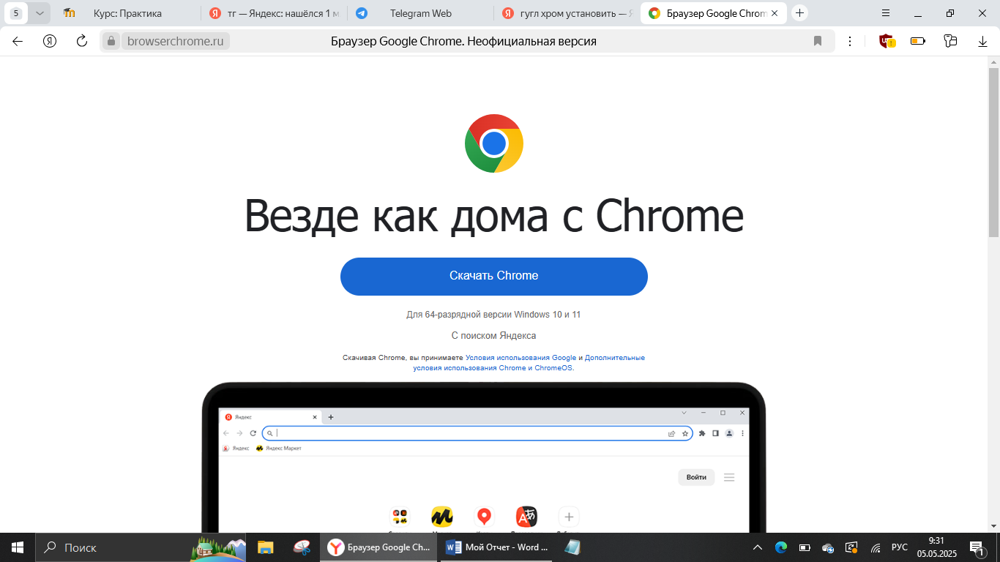 5
Курс: Практика
тг — Яндекс: нашёлся 1 м
Telegram Web
гугл хром установить — Я
Браузер Google Chrom
browserchrome.ru
Браузер Google Chrome. Неофициальная версия
Везде как дома с Chrome
Скачать Chrome
Для 64-разрядной версии Windows 10 и 11
С поиском Яндекса
Скачивая Chrome, вы принимаете Условия использования Google и Дополнительные
условия использования Chrome и ChromeOS.
Яндекс
Яндекс
Яндекс Маркет
Войти
Поиск
Браузер Google Ch...
Мой Отчет - Word ...
РУС
9:31
05.05.2025
1